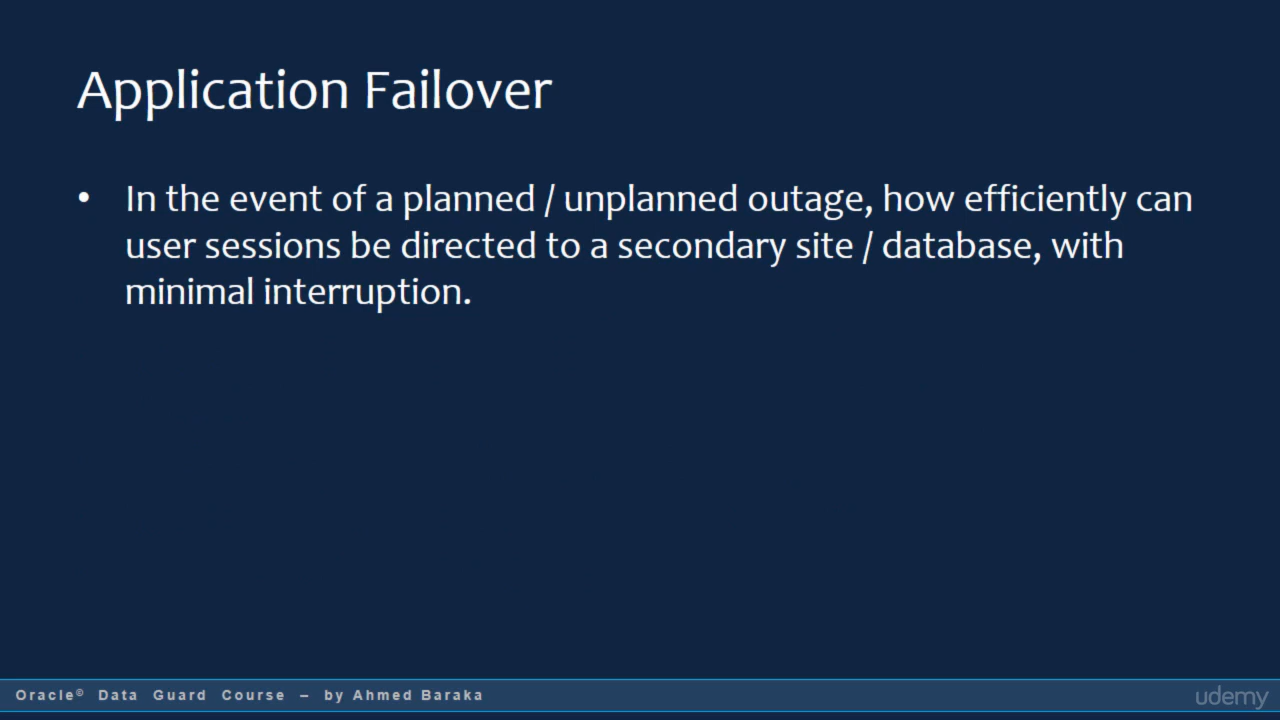 Application Failover
• In the event of a planned / unplanned outage, how efficiently can
user sessions be directed to a secondary site / database, with
minimal interruption.
Oracle® Data Guard Course – by Ahmed Baraka
udemy